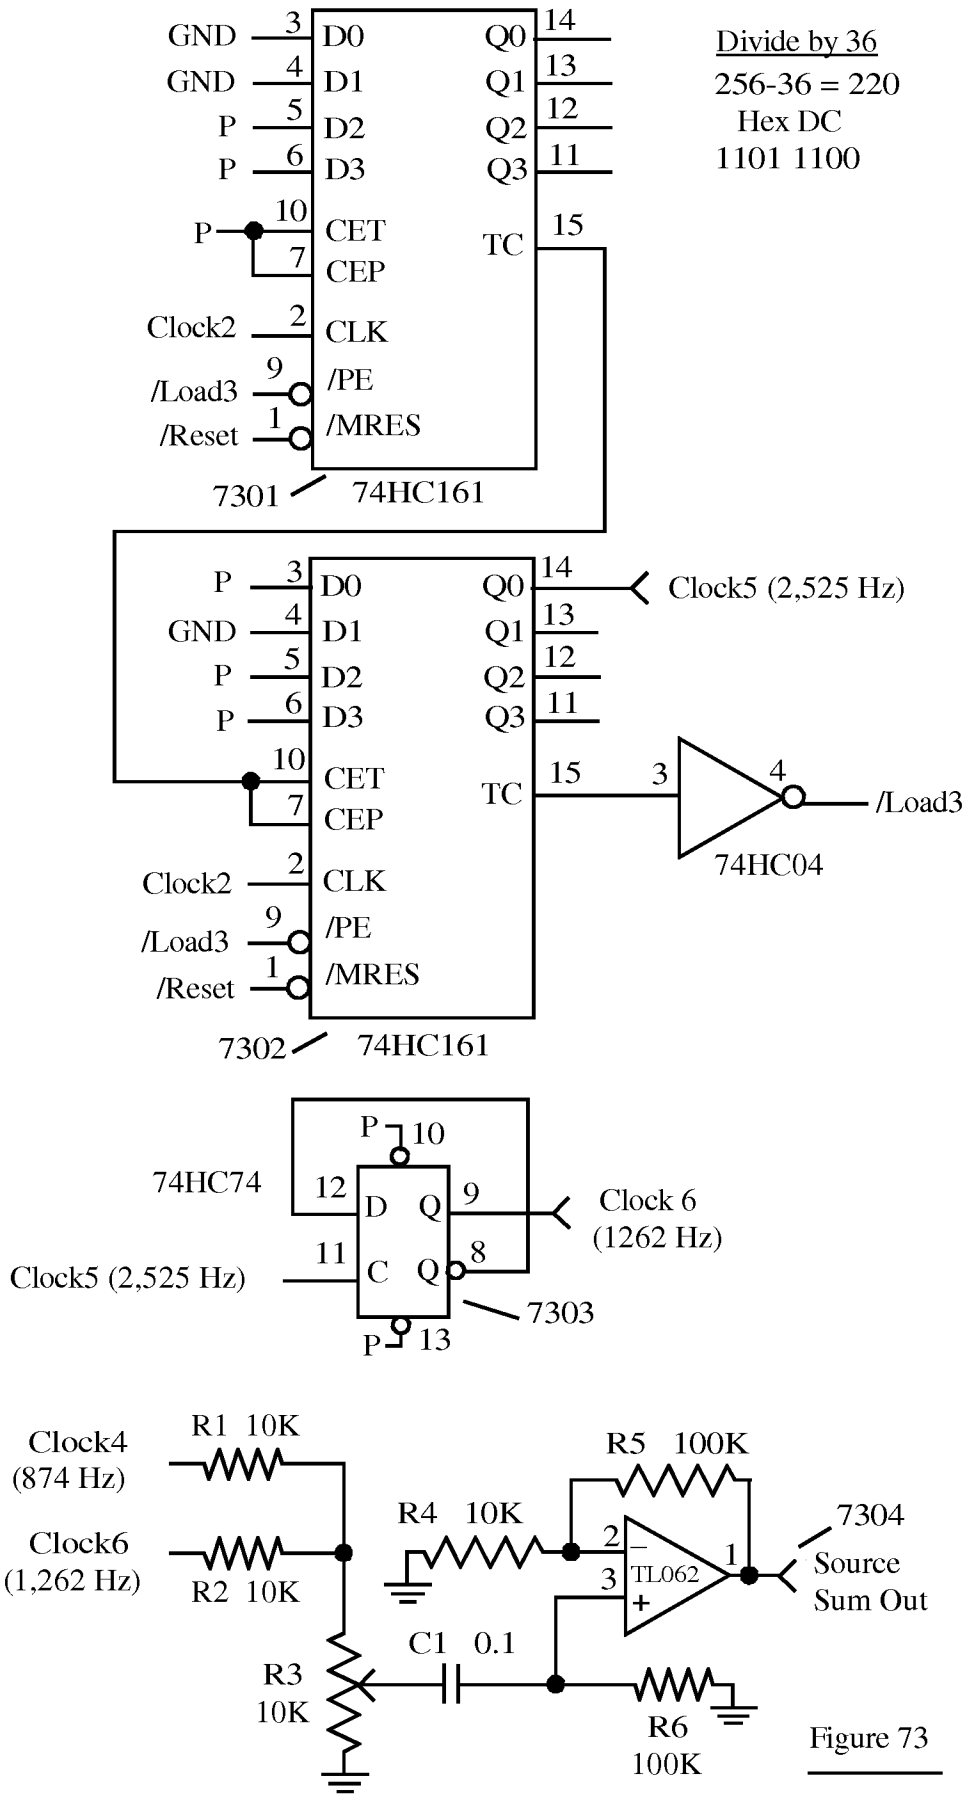 GND 3 D0 Q0 14
Divide by 36
GND 4 D1 Q1 13
256-36 = 220
P 5 D2 Q2 12
Hex DC
P 6 D3 Q3 11
1101 1100
P 10 CET TC 15
7 CEP
Clock2 2 CLK
/Load3 9 /PE
/Reset 1 /MRES
7301 74HC161
P 3 D0 Q0 14 Clock5 (2,525 Hz)
GND 4 D1 Q1 13
P 5 D2 Q2 12
P 6 D3 Q3 11
10 CET TC 15 3 4 /Load3
7 CEP
74HC04
Clock2 2 CLK
/Load3 9 /PE
/Reset 1 /MRES
7302 74HC161
P 10
74HC74 12 D Q 9 Clock 6
(1262 Hz)
Clock5 (2,525 Hz) 11 C Q 8
7303
P 13
R1 10K
Clock4
(874 Hz)
R5 100K
R4 10K
7304
Clock6
(1,262 Hz)
R2 10K
2 −
TL062
3 +
1
Source
Sum Out
C1 0.1
R3
10K
R6
100K
Figure 73